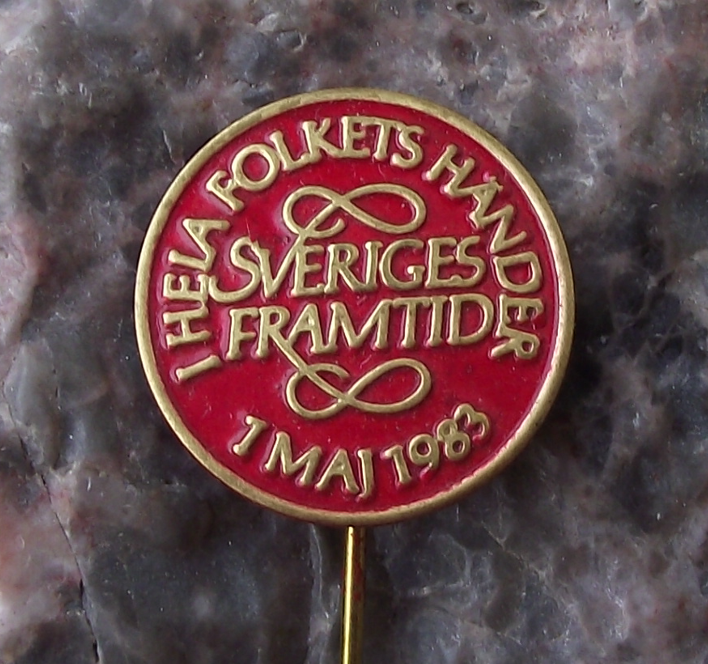 I HELA FOLKETS HÄNDER
SVERIGES
FRAMTID
1 MAJ 1983